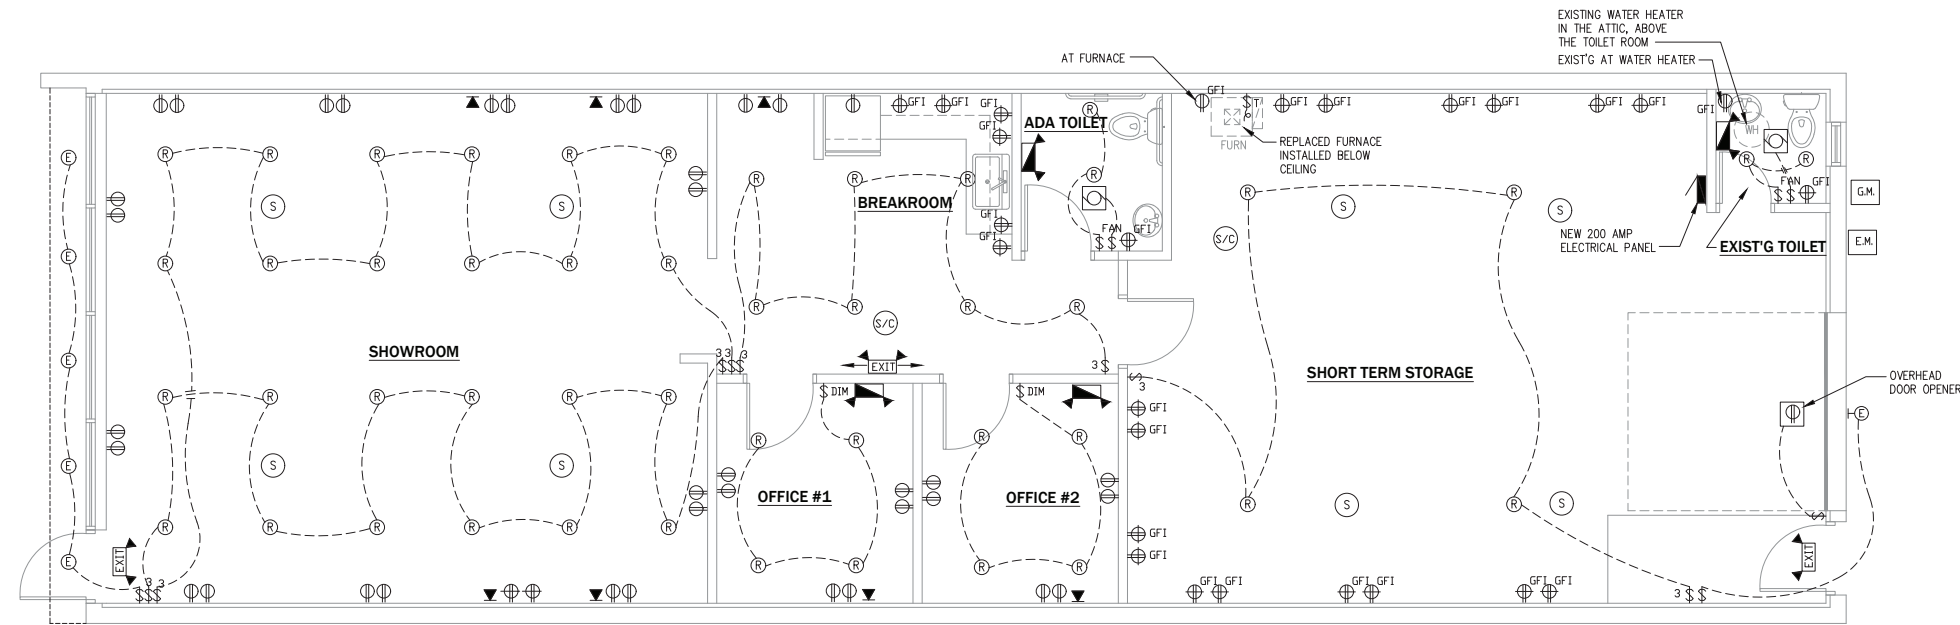 EXISTING WATER HEATER
IN THE ATTIC, ABOVE
THE TOILET ROOM
EXIST'G AT WATER HEATER
AT FURNACE
GFI
GFI
GFI
GFI
GFI
GFI
GFI
GFI
GFI
GFI
GFI
GFI
GFI
R
ADA TOILET
T
WH
FURN
REPLACED FURNACE
INSTALLED BELOW
CEILING
E
R
R
R
R
R
R
R
R
R
R
R
R
FAN
GFI
G.M.
S
S
BREAKROOM
S
S
GFI
GFI
FAN
GFI
S/C
NEW 200 AMP
ELECTRICAL PANEL
EXIST'G TOILET
E.M.
E
R
R
R
R
R
R
R
R
R
S/C
SHOWROOM
3
3
3
EXIT
3
SHORT TERM STORAGE
E
3
OVERHEAD
DOOR OPENER
R
R
R
R
R
R
DIM
DIM
GFI
GFI
E
R
R
R
R
E
S
S
OFFICE #1
OFFICE #2
R
R
S
S
R
R
R
R
R
R
GFI
GFI
E
EXIT
R
R
R
R
EXIT
3
3
GFI
GFI
GFI
GFI
GFI
GFI
3